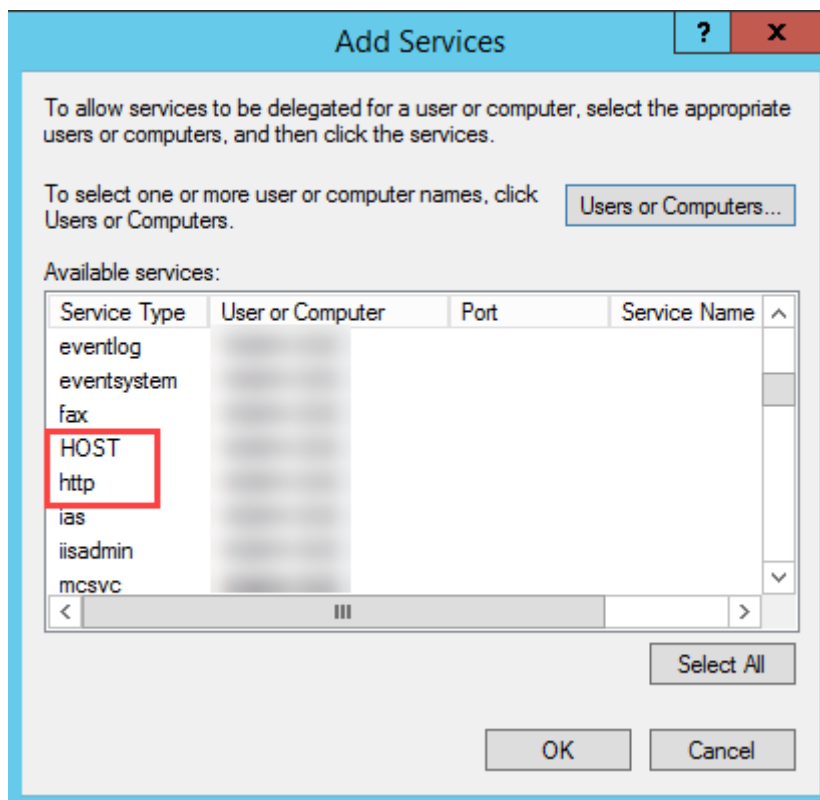 Add Services
?
x
To allow services to be delegated for a user or computer, select the appropriate
users or computers, and then click the services.
To select one or more user or computer names, click
Users or Computers.
Users or Computers...
Available services:
Service Type User or Computer Port Service Name
eventlog
eventsystem
fax
HOST
http
ias
iisadmin
mcsvc
Select All
OK Cancel